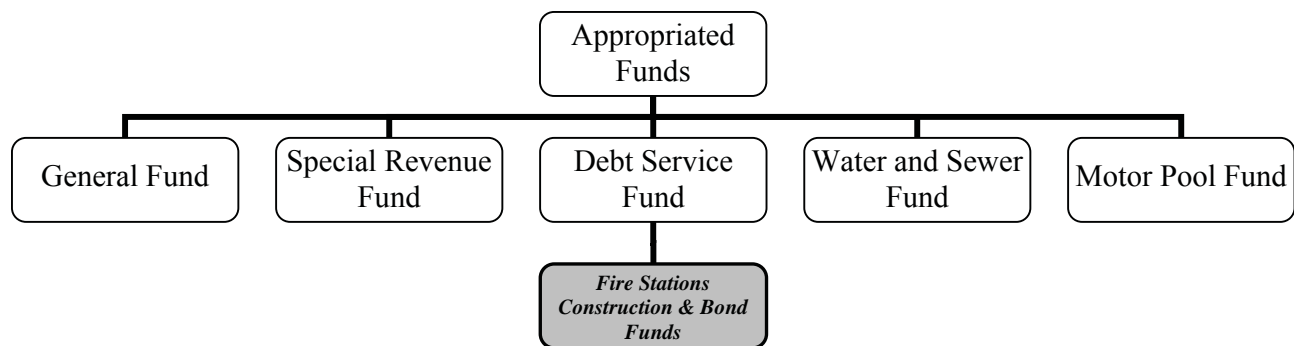 Appropriated
Funds
General Fund
Special Revenue
Fund
Debt Service
Fund
Water and Sewer
Fund
Motor Pool Fund
Fire Stations
Construction & Bond
Funds